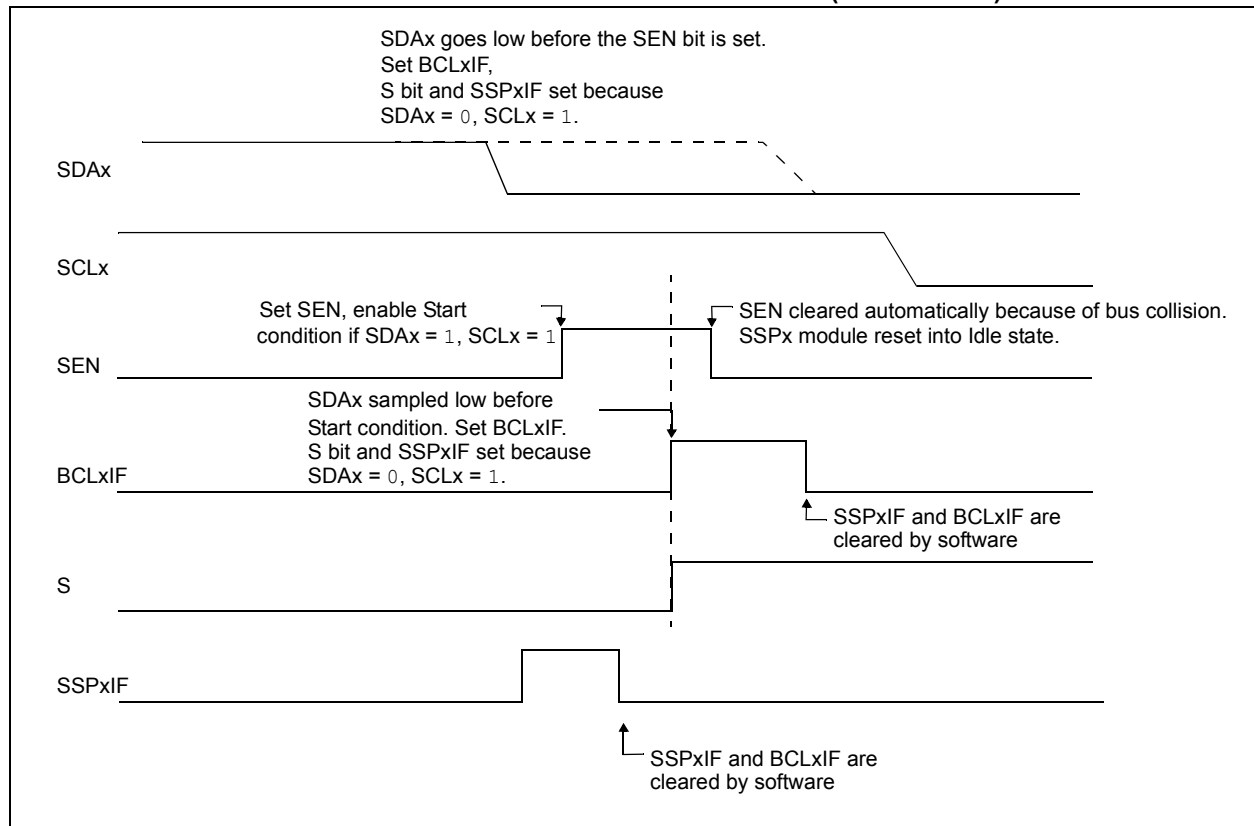 SDAx goes low before the SEN bit is set.
Set BCLxIF,
S bit and SSPxIF set because
SDAx = 0, SCLx = 1.
SDAx
SCLx
Set SEN, enable Start
condition if SDAx = 1, SCLx = 1
SEN cleared automatically because of bus collision.
SSPx module reset into Idle state.
SEN
SDAx sampled low before
Start condition. Set BCLxIF.
S bit and SSPxIF set because
SDAx = 0, SCLx = 1.
BCLxIF
SSPxIF and BCLxIF are
cleared by software
S
SSPxIF
SSPxIF and BCLxIF are
cleared by software